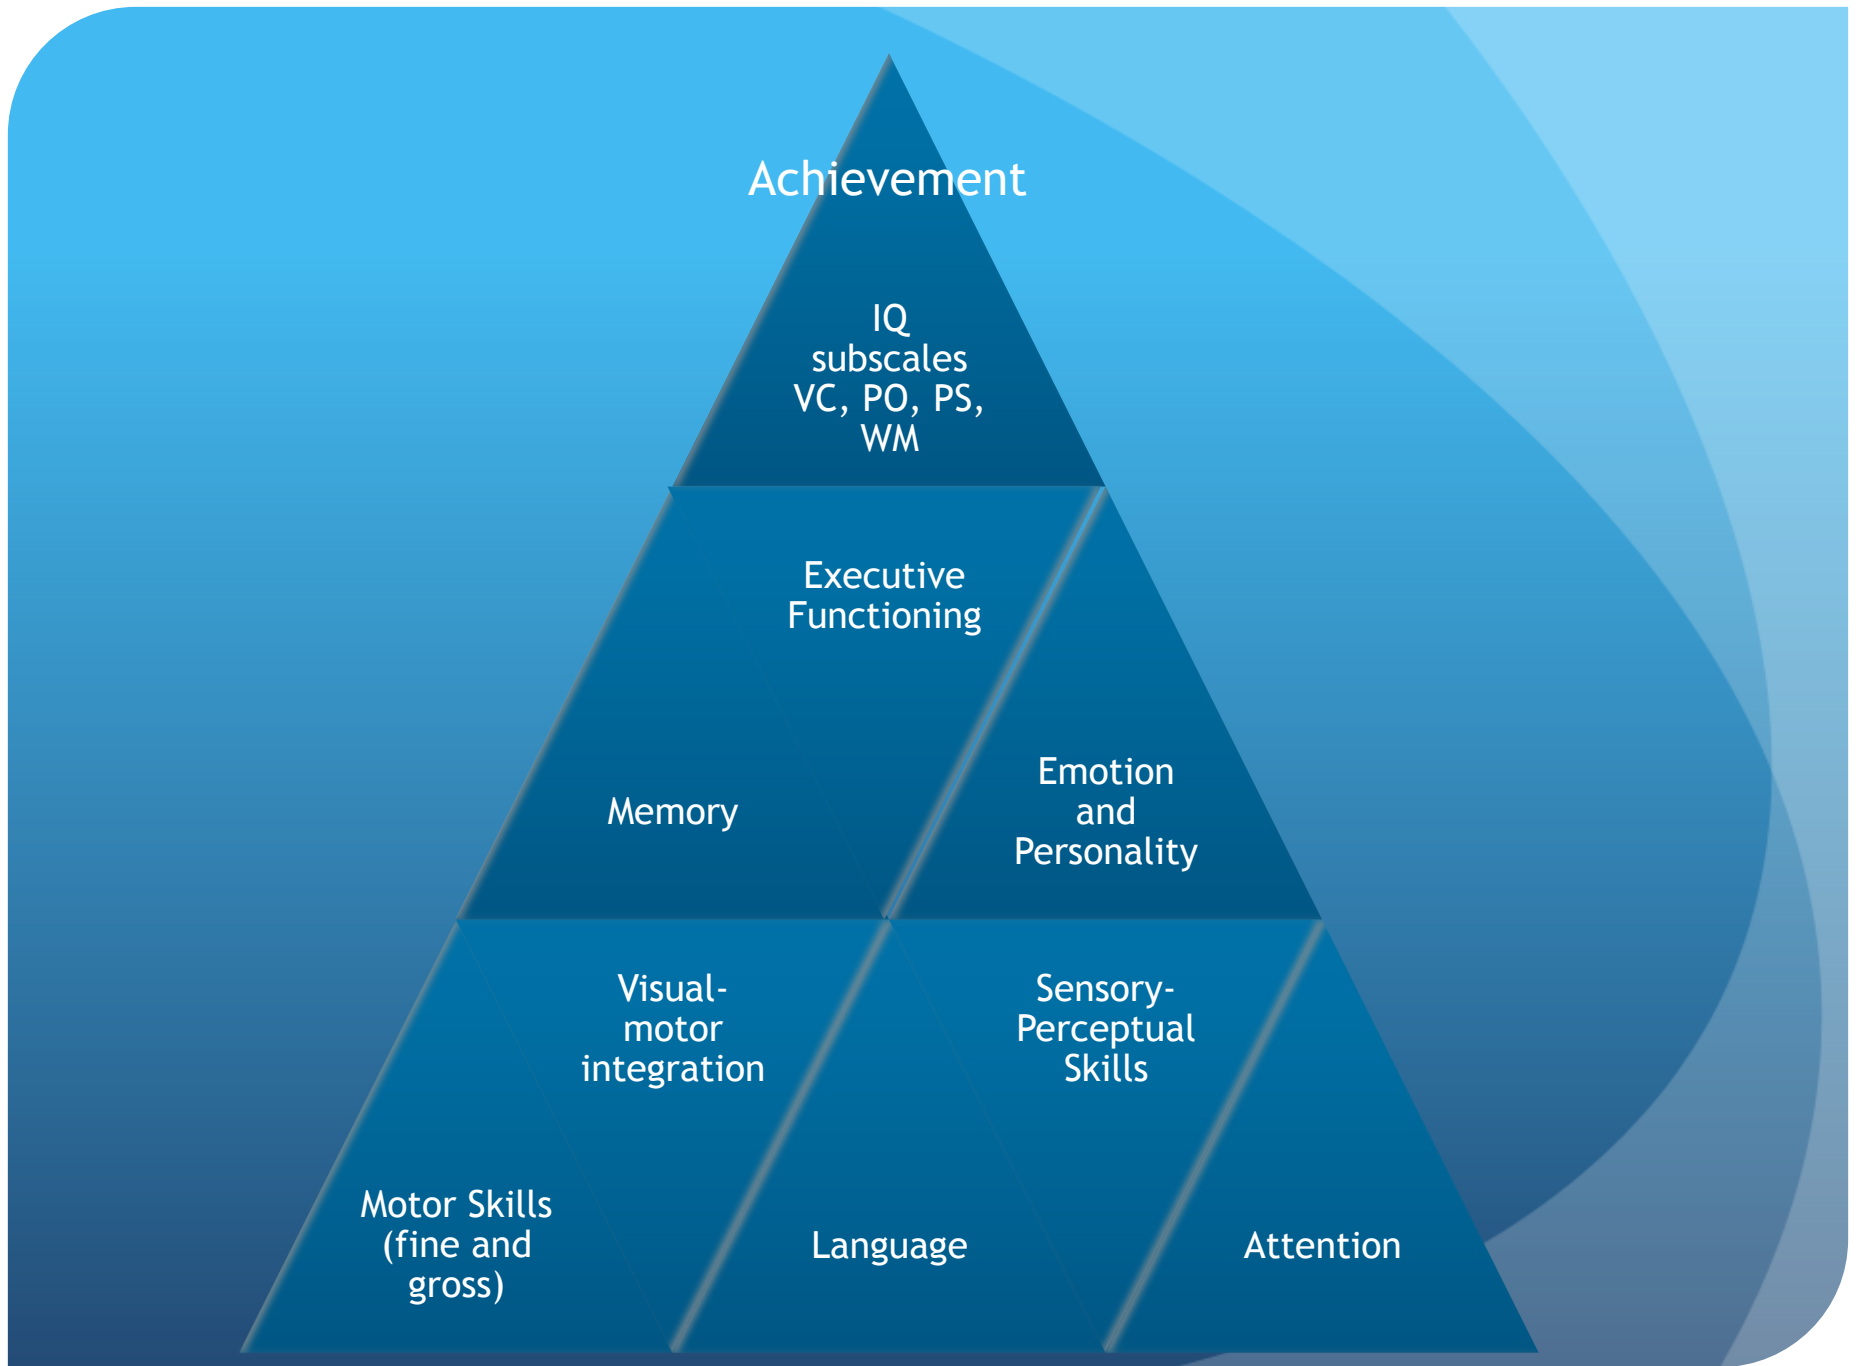 Achievement
IQ
subscales
VC, PO, PS,
WM
Executive
Functioning
Memory
Emotion
and
Personality
Visual-
motor
integration
Sensory-
Perceptual
Skills
Motor Skills
(fine and
gross)
Language
Attention